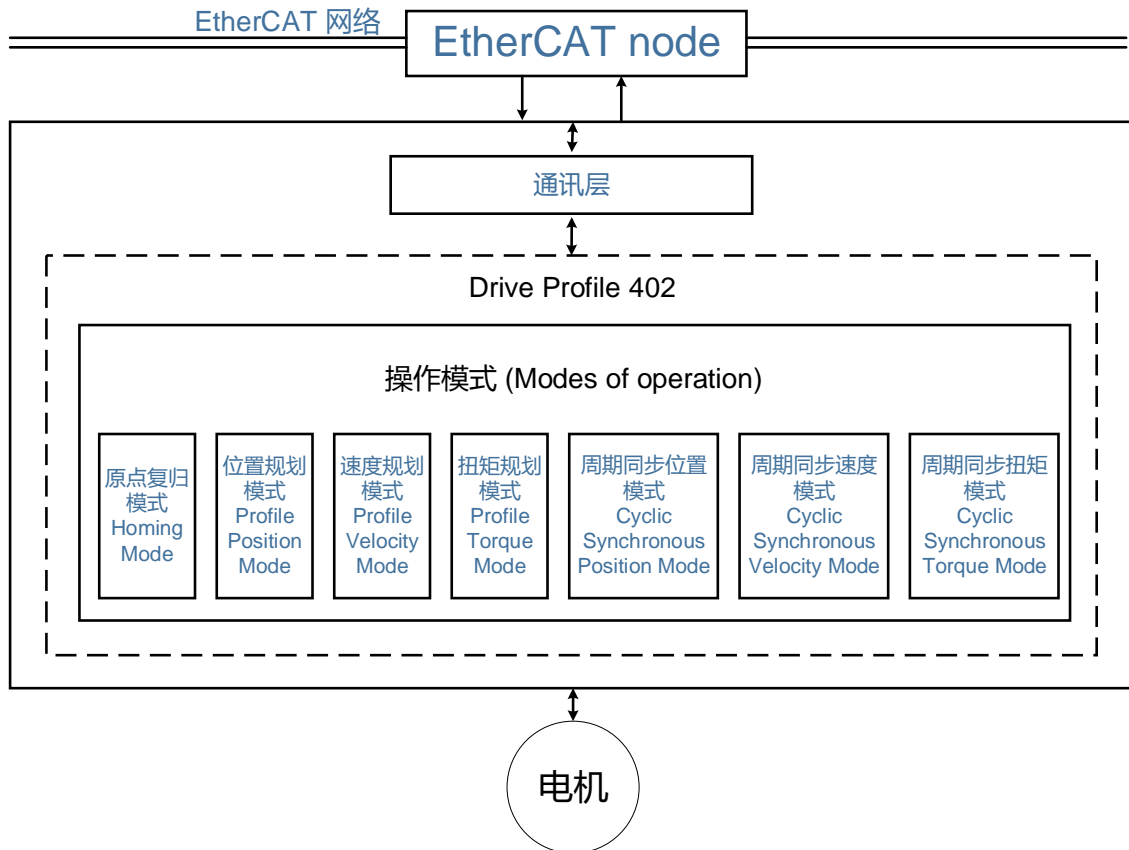 EtherCAT 网络
EtherCAT node
通讯层
Drive Profile 402
操作模式 (Modes of operation)
原点复归
模式
Homing
Mode
位置规划
模式
Profile
Position
Mode
速度规划
模式
Profile
Velocity
Mode
扭矩规划
模式
Profile
Torque
Mode
周期同步位置
模式
Cyclic
Synchronous
Position Mode
周期同步速度
模式
Cyclic
Synchronous
Velocity Mode
周期同步扭矩
模式
Cyclic
Synchronous
Torque Mode
电机